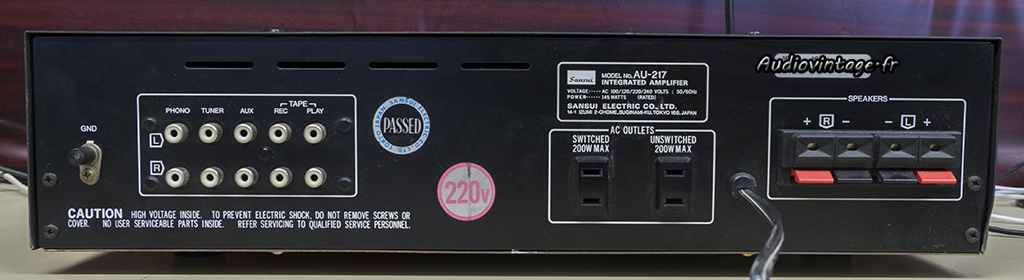 Audiovintage.fr
Sansui
MODEL NO. AU-217
INTEGRATED AMPLIFIER
VOLTAGE AC 100/120/220/240 VOLTS : 50/60Hz
POWER 145 WATTS (RATED)
SANSUI ELECTRIC CO., LTD.
14-1 IZUMI 2-CHOME, SUGINAMI-KU, TOKYO 168, JAPAN
SPEAKERS
+ R - - L +
TAPE
PHONO TUNER AUX REC PLAY
GND
L
R
PASSED
220v
AC OUTLETS
SWITCHED UNSWITCHED
200W MAX 200W MAX
CAUTION HIGH VOLTAGE INSIDE. TO PREVENT ELECTRIC SHOCK, DO NOT REMOVE SCREWS OR
COVER. NO USER SERVICEABLE PARTS INSIDE. REFER SERVICING TO QUALIFIED SERVICE PERSONNEL.